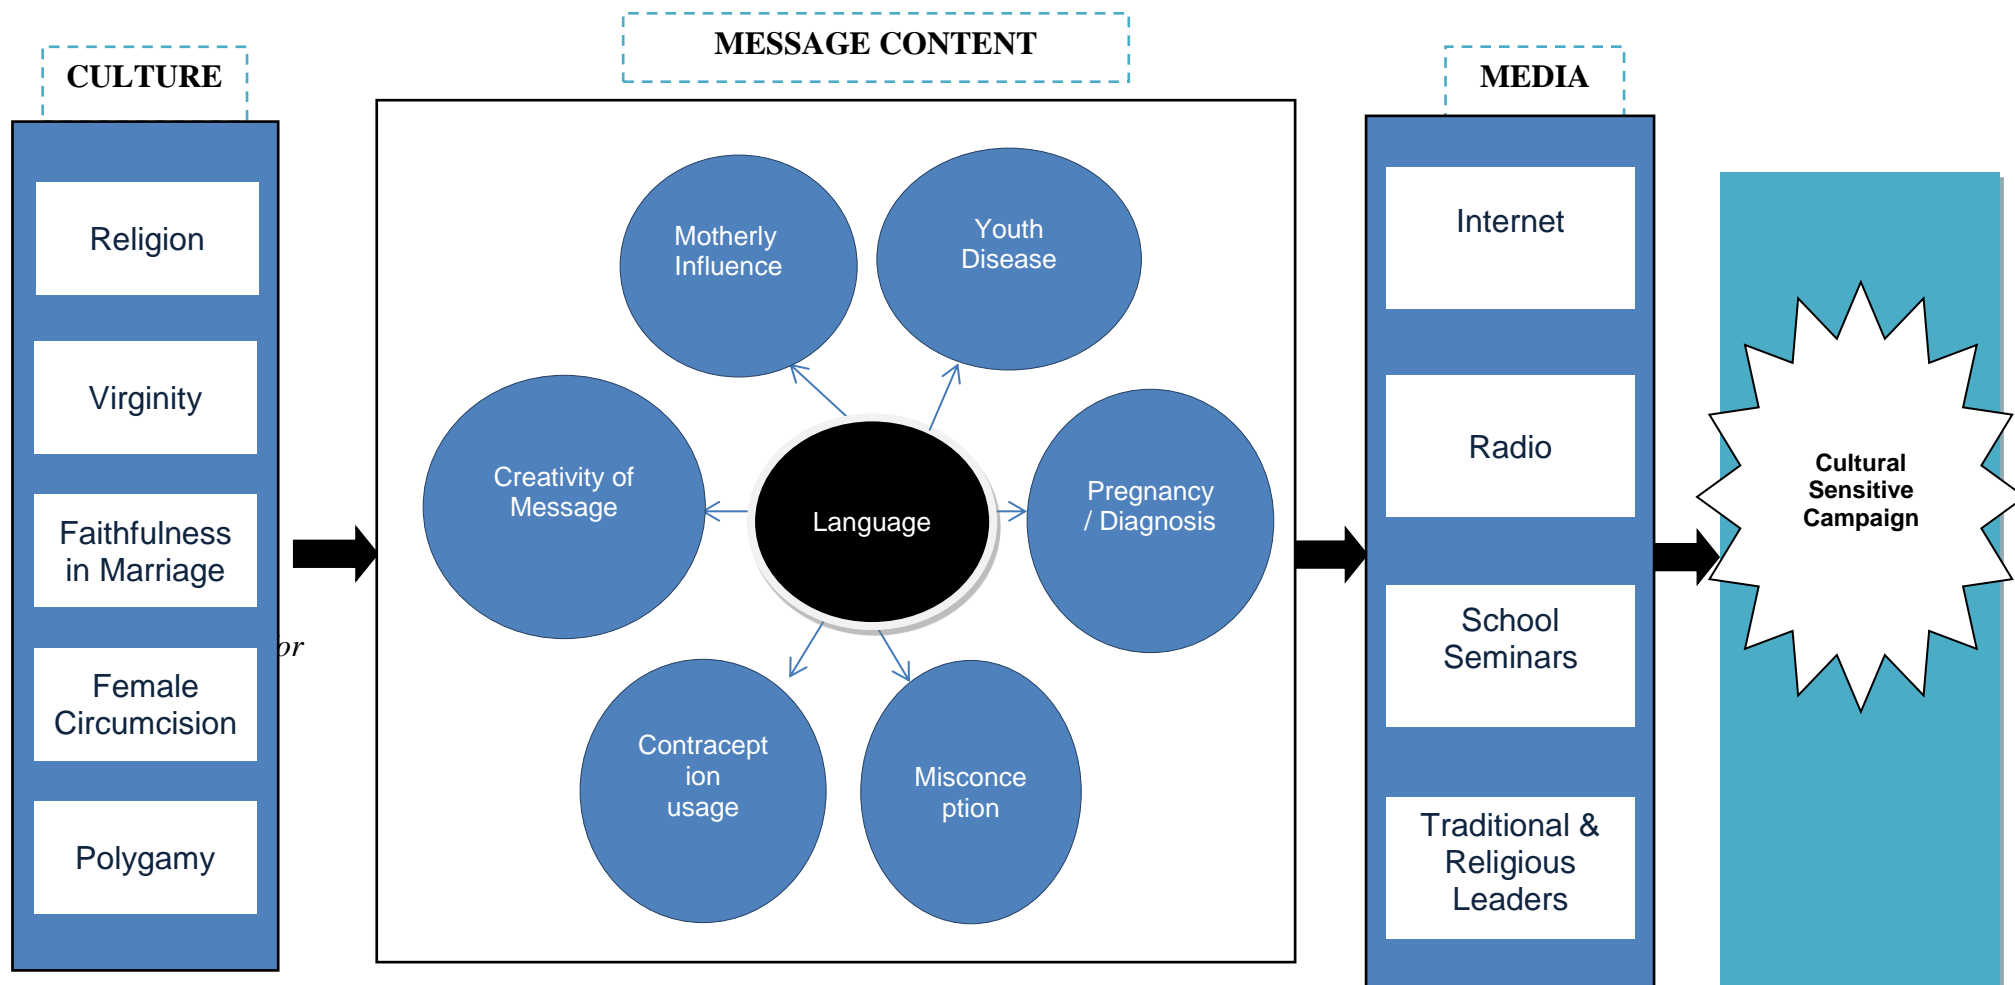 CULTURE
Religion
Virginity
Faithfulness
in Marriage
Female
Circumcision
Polygamy
or
MESSAGE CONTENT
Motherly
Influence
Youth
Disease
Creativity of
Message
Language
Pregnancy
/ Diagnosis
Contracept
ion
usage
Misconce
ption
MEDIA
Internet
Radio
School
Seminars
Traditional &
Religious
Leaders
Cultural
Sensitive
Campaign